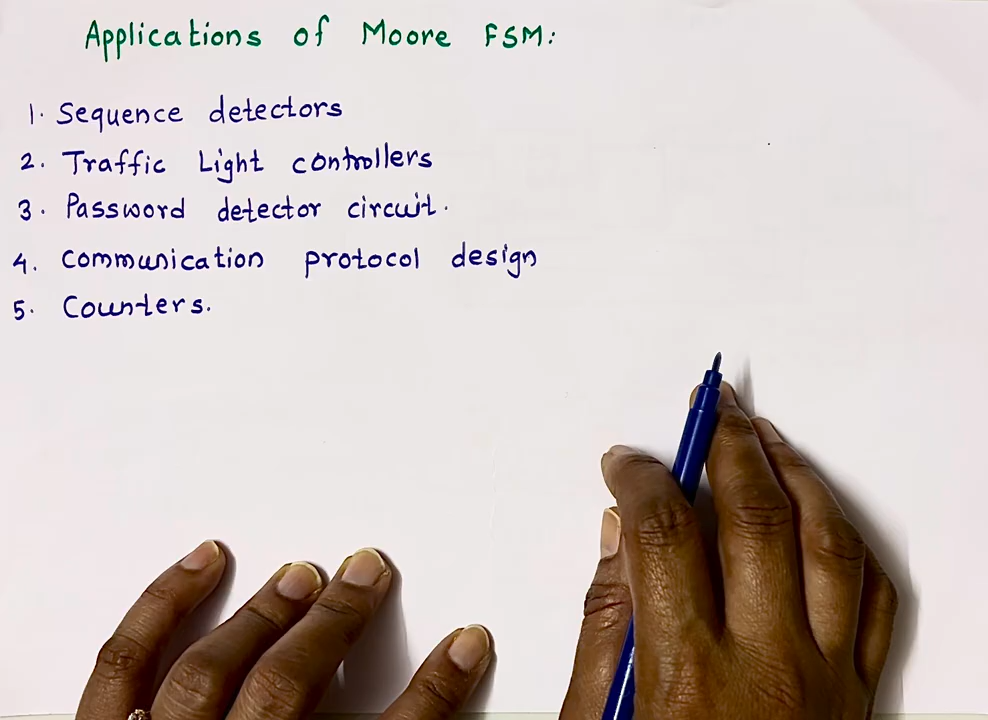 Applications of Moore FSM:
1. Sequence detectors
2. Traffic Light controllers
3. Password detector circuit.
4. Communication protocol design
5. Counters.